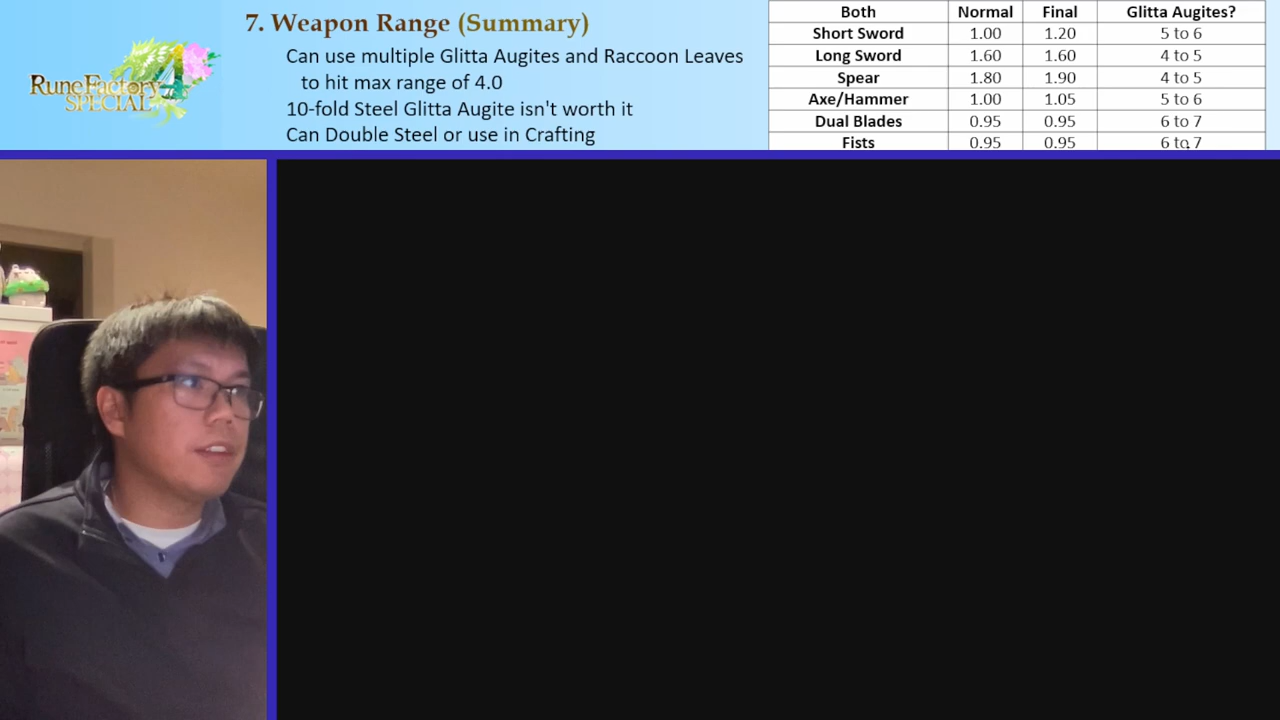 7. Weapon Range (Summary)
Can use multiple Glitta Augites and Raccoon Leaves
to hit max range of 4.0
10-fold Steel Glitta Augite isn't worth it
Can Double Steel or use in Crafting
RuneFactory 4
SPECIAL
Both Normal Final Glitta Augites?
Short Sword 1.00 1.20 5 to 6
Long Sword 1.60 1.60 4 to 5
Spear 1.80 1.90 4 to 5
Axe/Hammer 1.00 1.05 5 to 6
Dual Blades 0.95 0.95 6 to 7
Fists 0.95 0.95 6 to 7